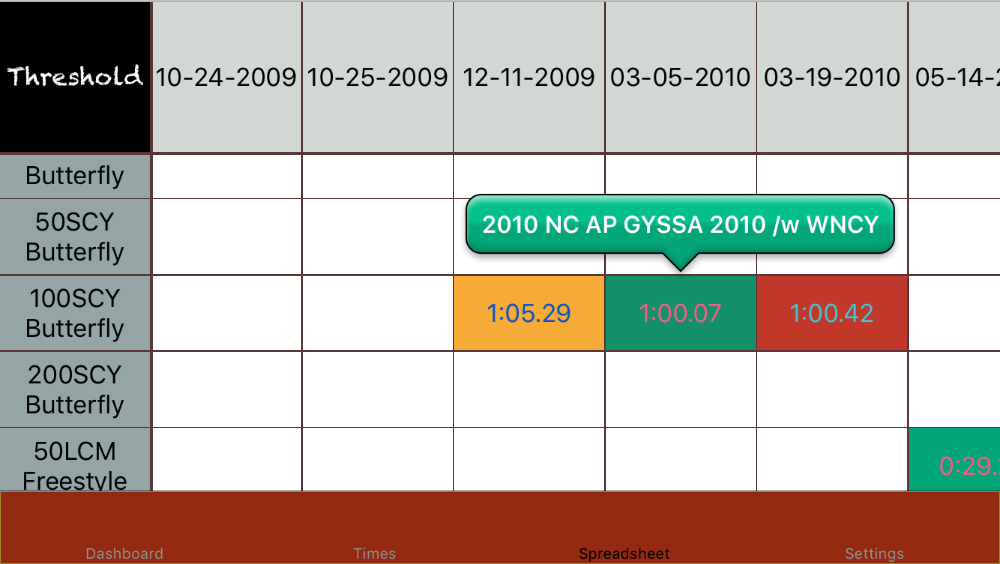 Threshold 10-24-2009 10-25-2009 12-11-2009 03-05-2010 03-19-2010 05-14-2
Butterfly
50SCY
Butterfly
2010 NC AP GYSSA 2010 /w WNCY
100SCY
Butterfly
1:05.29 1:00.07 1:00.42
200SCY
Butterfly
50LCM
Freestyle
0:29.
Dashboard Times Spreadsheet Settings